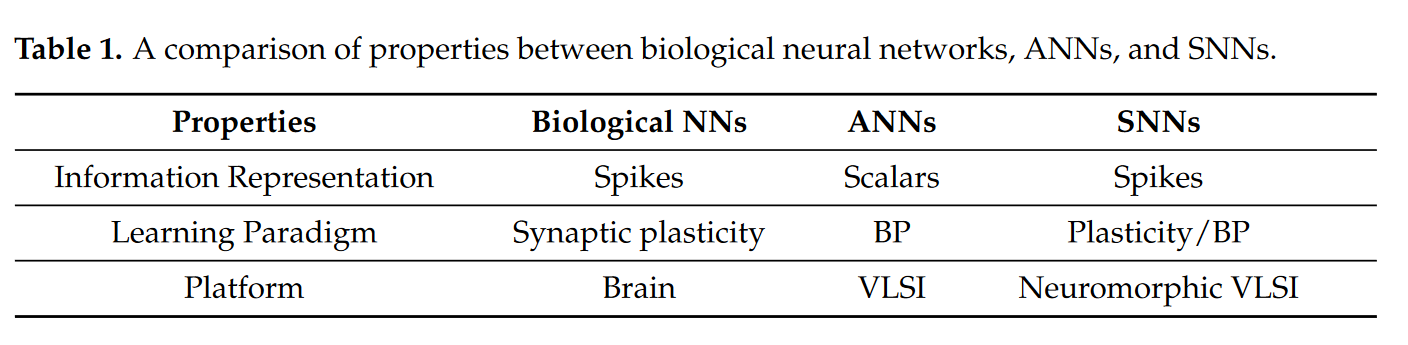 Table 1. A comparison of properties between biological neural networks, ANNs, and SNNs.
Properties Biological NNs ANNs SNNs
Information Representation Spikes Scalars Spikes
Learning Paradigm Synaptic plasticity BP Plasticity/BP
Platform Brain VLSI Neuromorphic VLSI